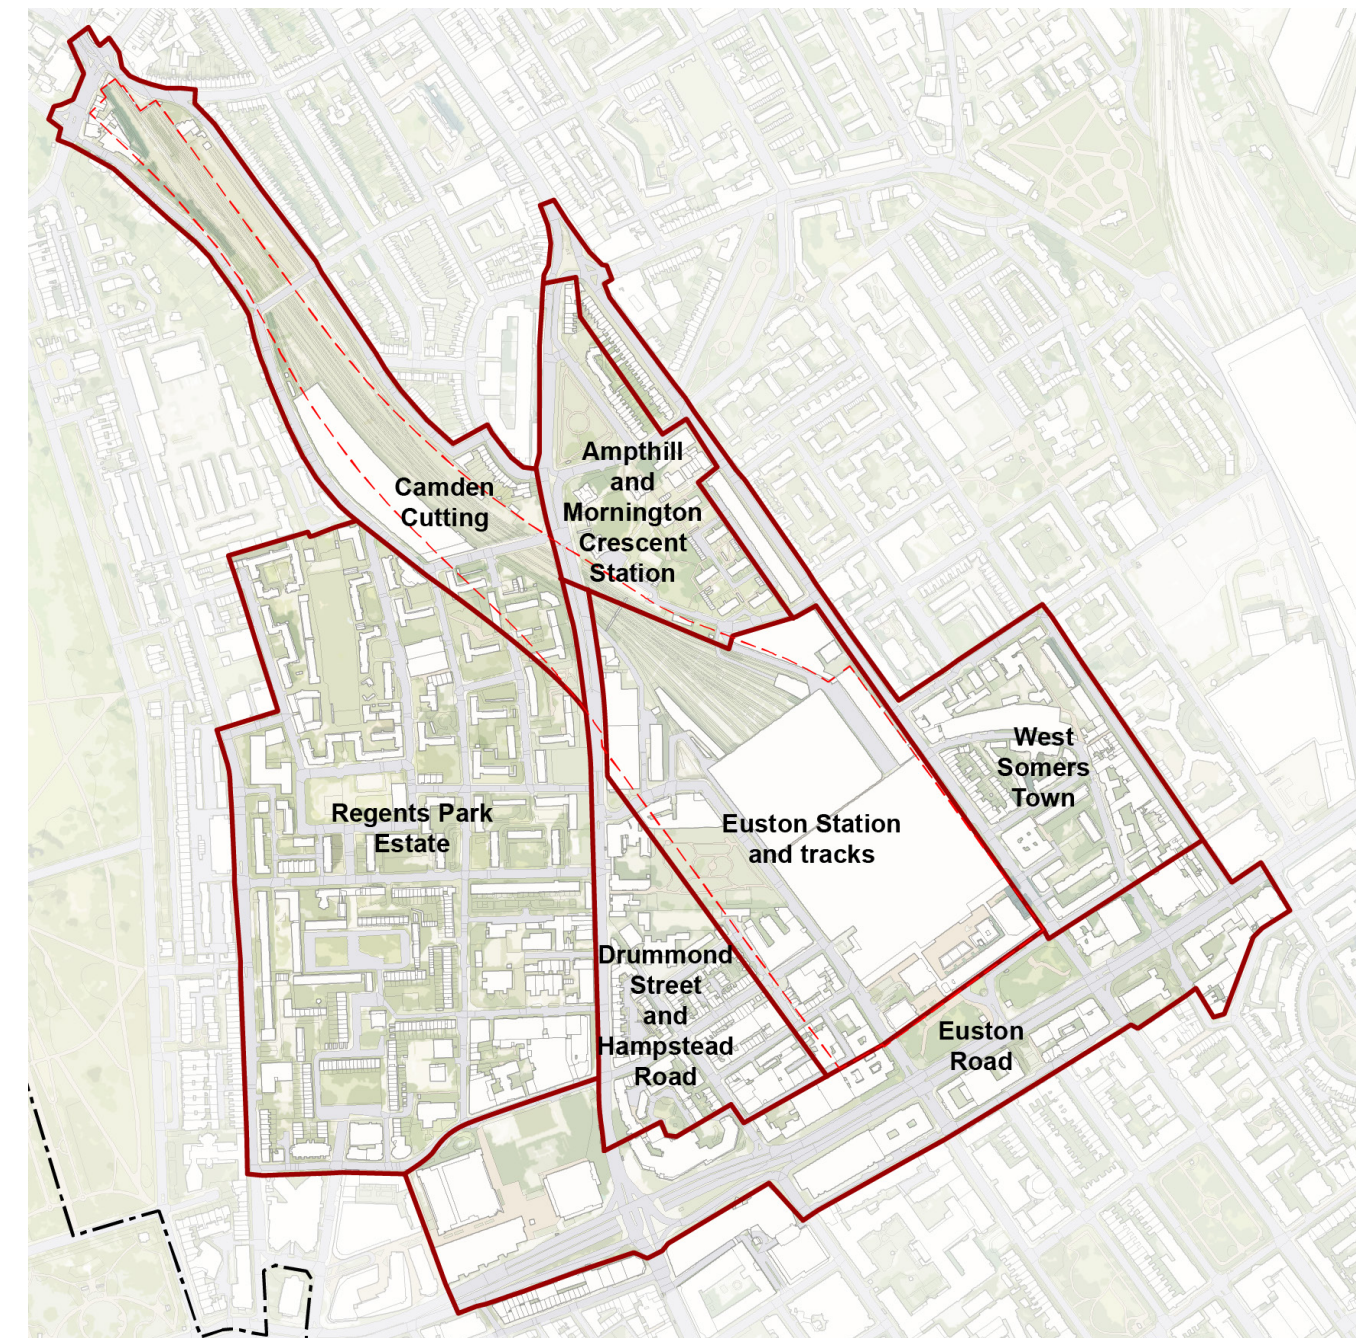 Ampthill
and
Mornington
Crescent
Station
Camden
Cutting
West
Somers
Town
Regents Park
Estate
Euston Station
and tracks
Drummond
Street
and
Hampstead
Road
Euston
Road